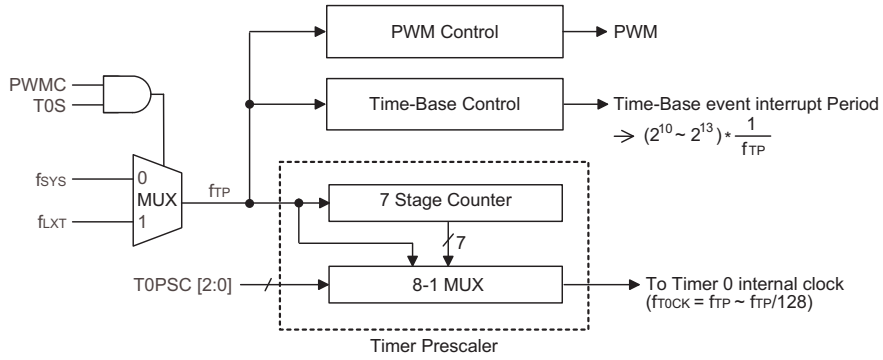 PWM Control
PWM
PWMC
T0S
Time-Base Control
Time-Base event interrupt Period
→ (2^10 ~ 2^13) * 1/fTP
fSYS
0
MUX
fTP
fLXT
1
7 Stage Counter
7
T0PSC [2:0]
8-1 MUX
To Timer 0 internal clock
(fT0CK = fTP ~ fTP/128)
Timer Prescaler